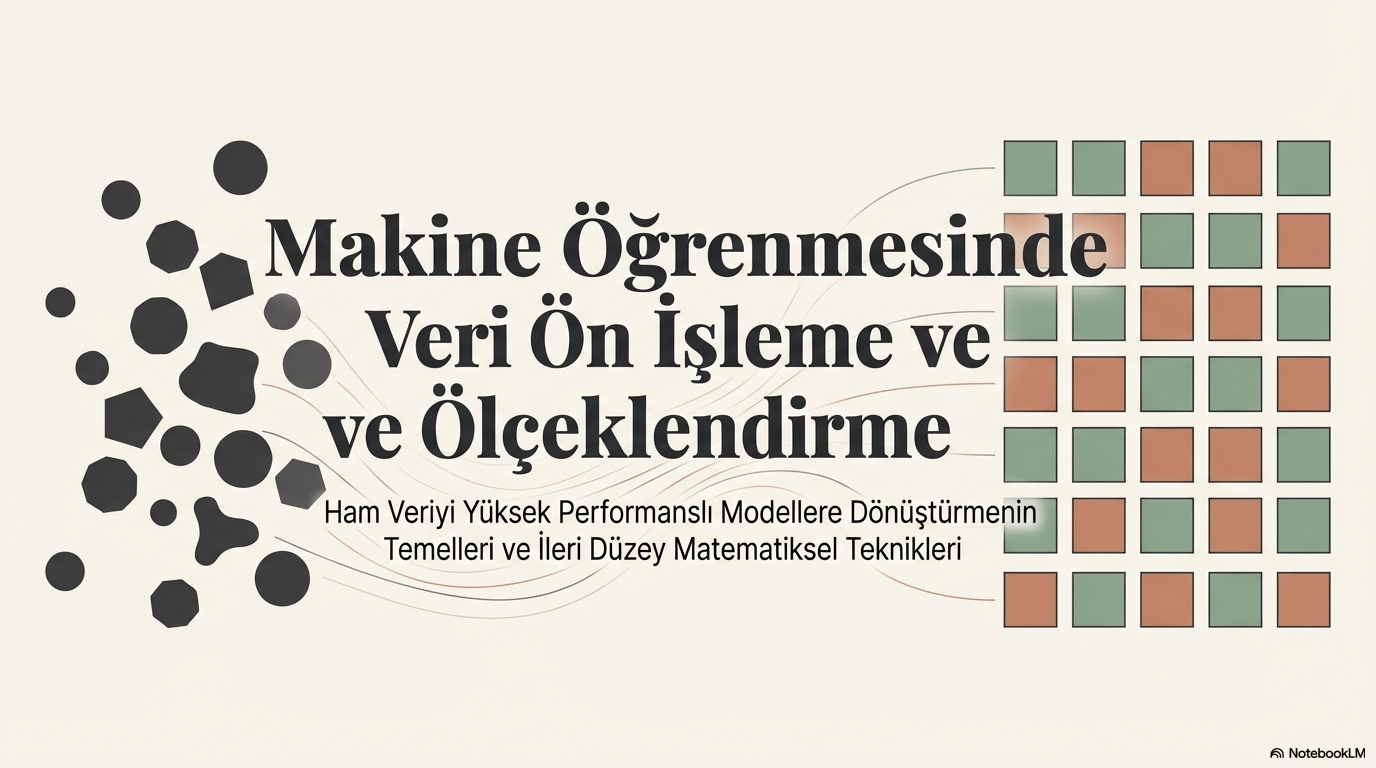 Makine Öğrenmesinde
Veri Ön İşleme ve
ve Ölçeklendirme
Ham Veriyi Yüksek Performanslı Modellere Dönüştürmenin
Temelleri ve İleri Düzey Matematiksel Teknikleri
NotebookLM